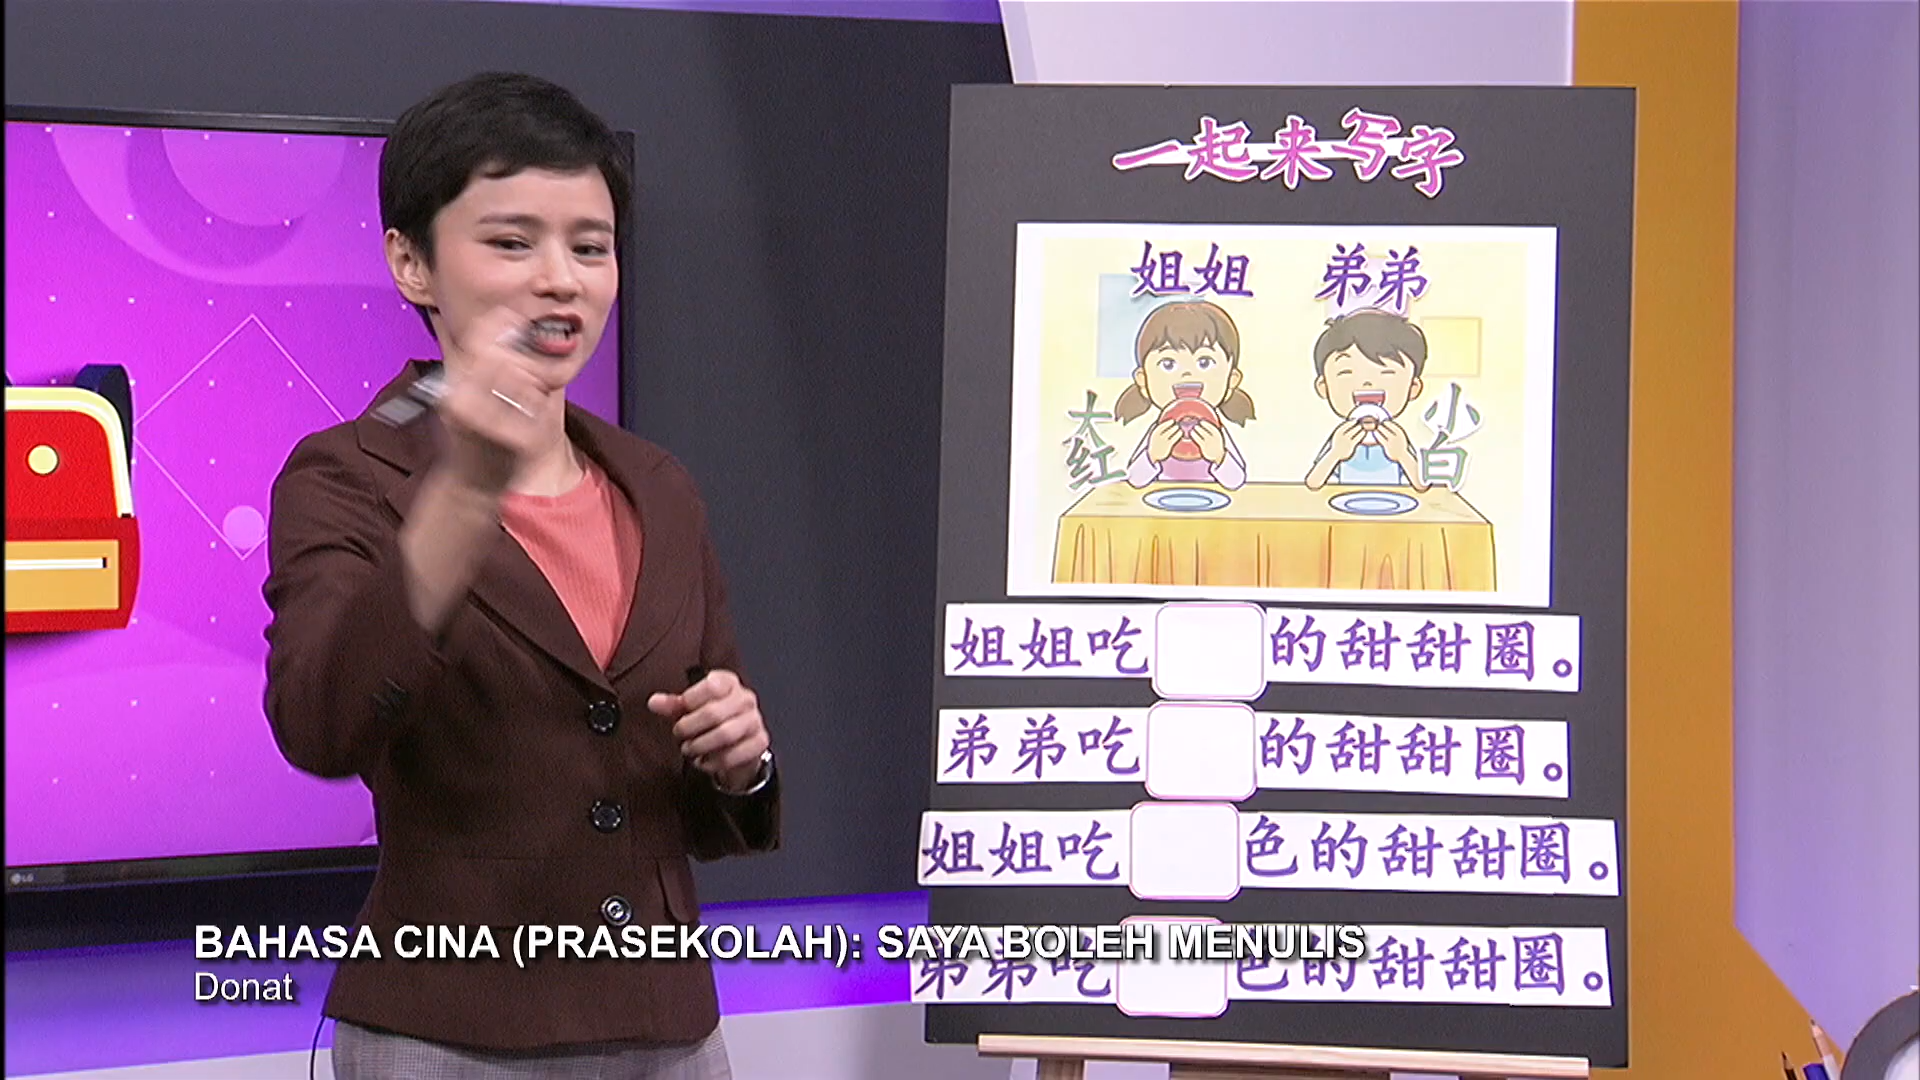 一起来写字
姐姐 弟弟
大红
小白
姐姐吃 的甜甜圈。
弟弟吃 的甜甜圈。
姐姐吃 色的甜甜圈。
弟弟吃 色的甜甜圈。
BAHASA CINA (PRASEKOLAH): SAYA BOLEH MENULIS
Donat
LG